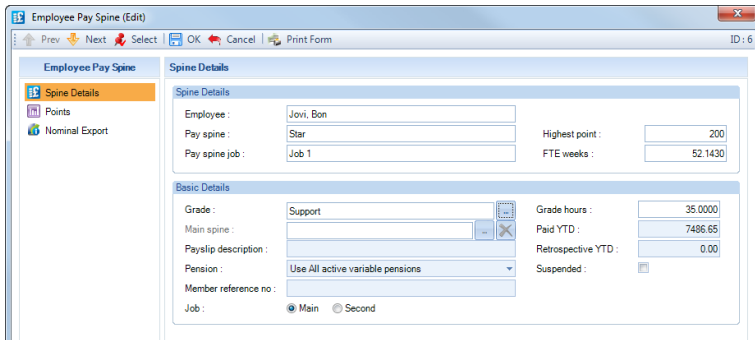 Employee Pay Spine (Edit)
Prev Next Select OK Cancel Print Form ID : 6
Employee Pay Spine
Spine Details
Points
Nominal Export
Spine Details
Spine Details
Employee : Jovi, Bon
Pay spine : Star Highest point : 200
Pay spine job : Job 1 FTE weeks : 52.1430
Basic Details
Grade : Support .. Grade hours : 35.0000
Main spine : .. Paid YTD : 7486.65
Payslip description : Retrospective YTD : 0.00
Pension : Use All active variable pensions Suspended :
Member reference no :
Job : Main Second